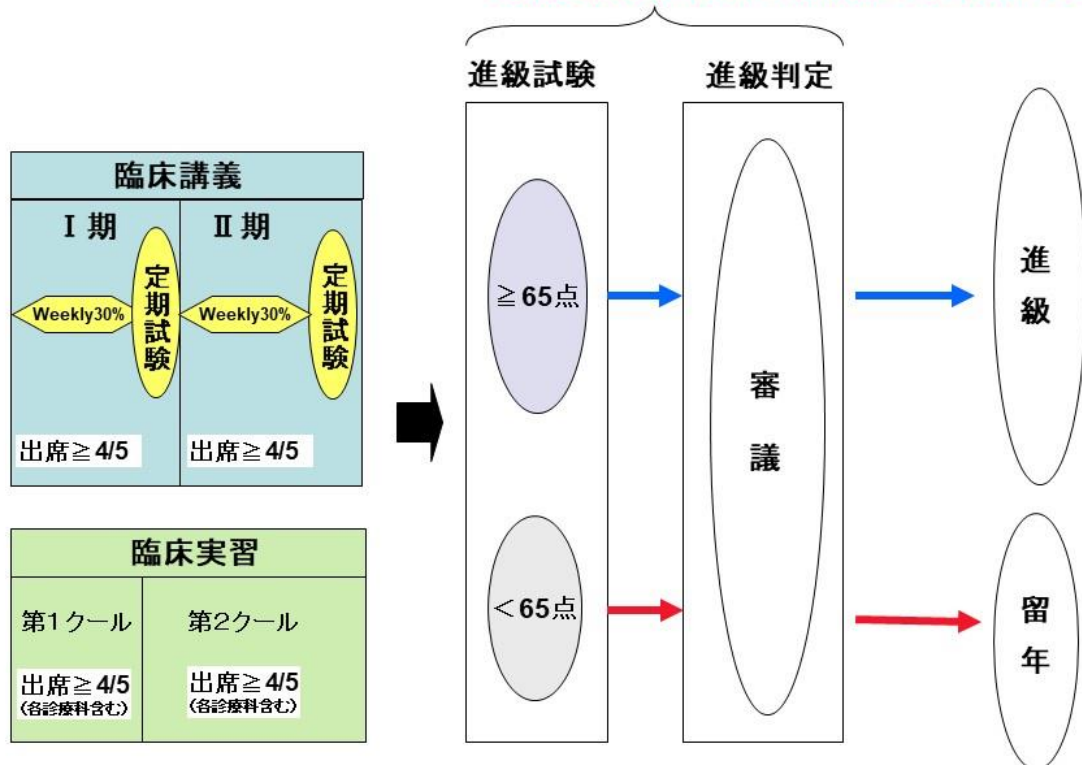 進級試験
進級判定
臨床講義
Ⅰ期
Ⅱ期
Weekly30%
定期試験
Weekly30%
定期試験
出席≧4/5
出席≧4/5
臨床実習
第1クール
第2クール
出席≧4/5
(各診療科含む)
出席≧4/5
(各診療科含む)
≧65点
<65点
審議
進級
留年